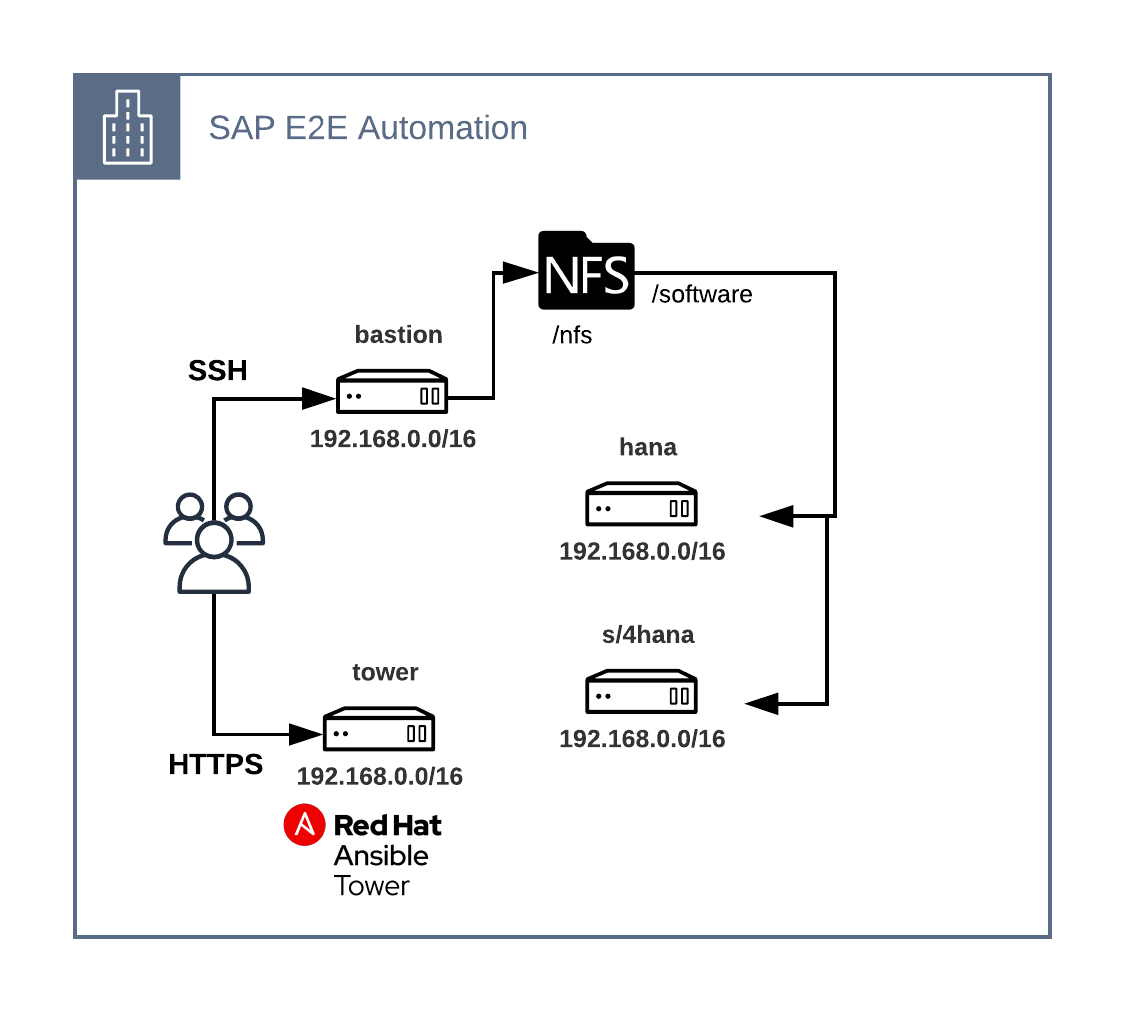 SAP E2E Automation
NFS
/software
/nfs
bastion
SSH
192.168.0.0/16
hana
192.168.0.0/16
s/4hana
192.168.0.0/16
tower
HTTPS
192.168.0.0/16
Red Hat
Ansible
Tower